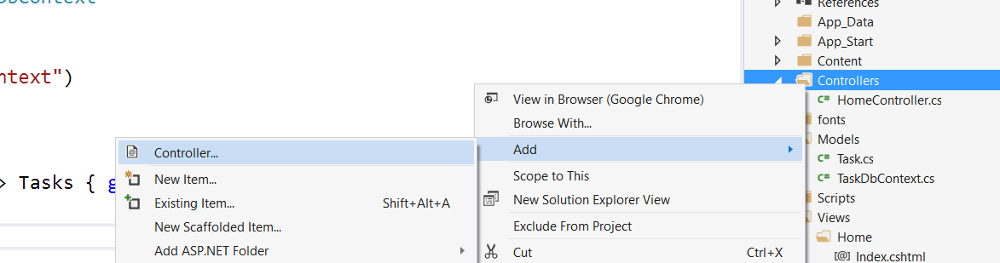 References
App_Data
App_Start
ntext")
Content
Controllers
View in Browser (Google Chrome)
HomeController.cs
Browse With...
fonts
Models
Controller...
Add
Task.cs
> Tasks { g
New Item...
Scope to This
TaskDbContext.cs
Existing Item...
Shift+Alt+A
New Solution Explorer View
Scripts
Views
New Scaffolded Item...
Exclude From Project
Home
Add ASP.NET Folder
Cut
Ctrl+X
Index.cshtml